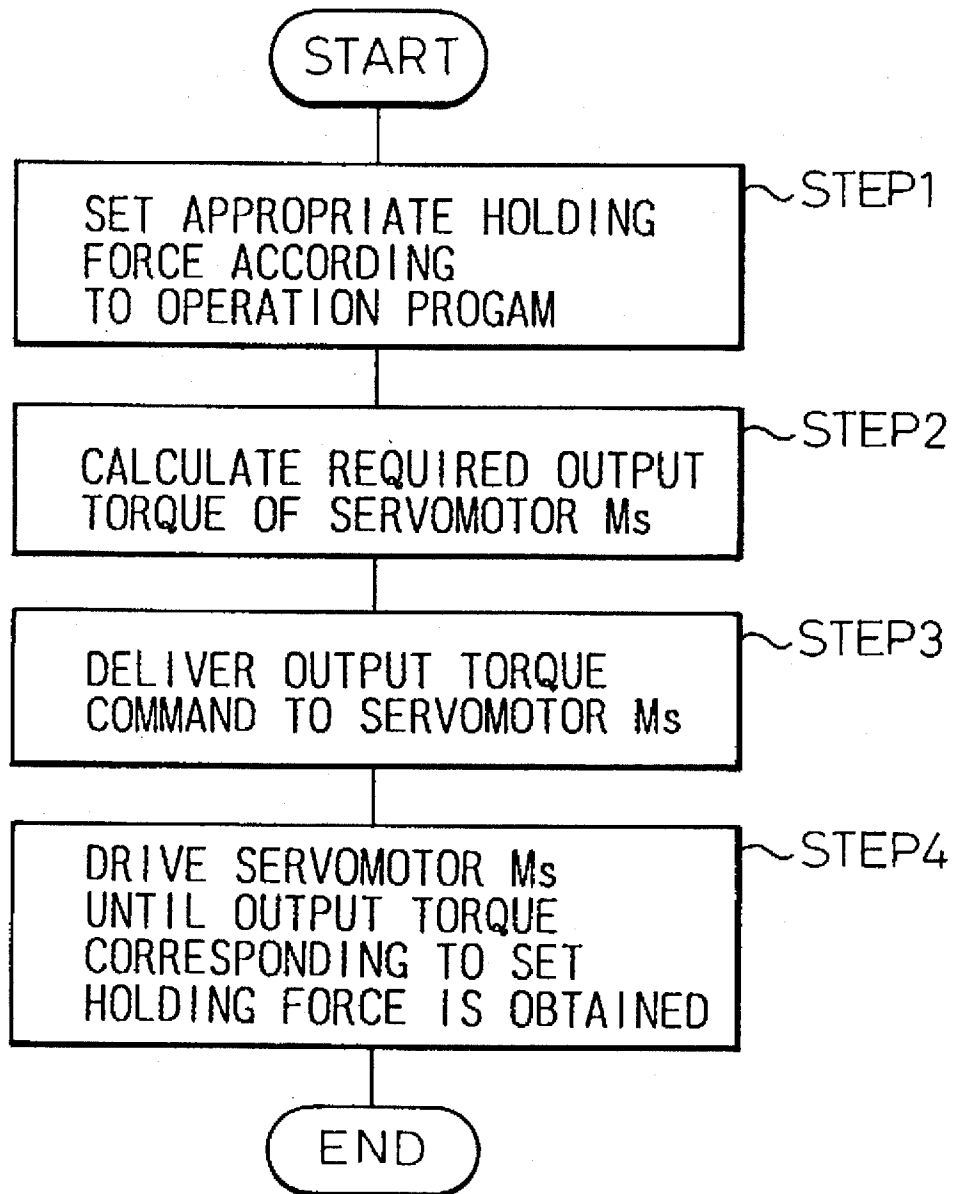 START
STEP1
SET APPROPRIATE HOLDING
FORCE ACCORDING
TO OPERATION PROGAM
STEP2
CALCULATE REQUIRED OUTPUT
TORQUE OF SERVOMOTOR Ms
STEP3
DELIVER OUTPUT TORQUE
COMMAND TO SERVOMOTOR Ms
STEP4
DRIVE SERVOMOTOR Ms
UNTIL OUTPUT TORQUE
CORRESPONDING TO SET
HOLDING FORCE IS OBTAINED
END